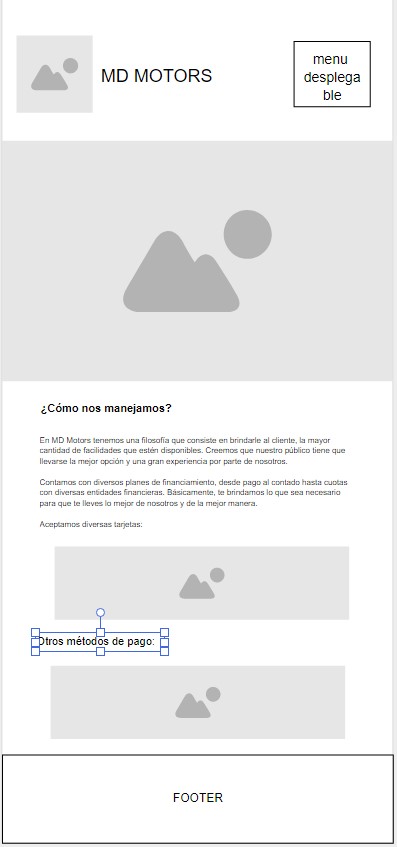 MD MOTORS
menu
desplega
ble
¿Cómo nos manejamos?
En MD Motors tenemos una filosofía que consiste en brindarle al cliente, la mayor
cantidad de facilidades que estén disponibles. Creemos que nuestro público tiene que
llevarse la mejor opción y una gran experiencia por parte de nosotros.
Contamos con diversos planes de financiamiento, desde pago al contado hasta cuotas
con diversas entidades financieras. Básicamente, te brindamos lo que sea necesario
para que te lleves lo mejor de nosotros y de la mejor manera.
Aceptamos diversas tarjetas:
Otros métodos de pago:
FOOTER